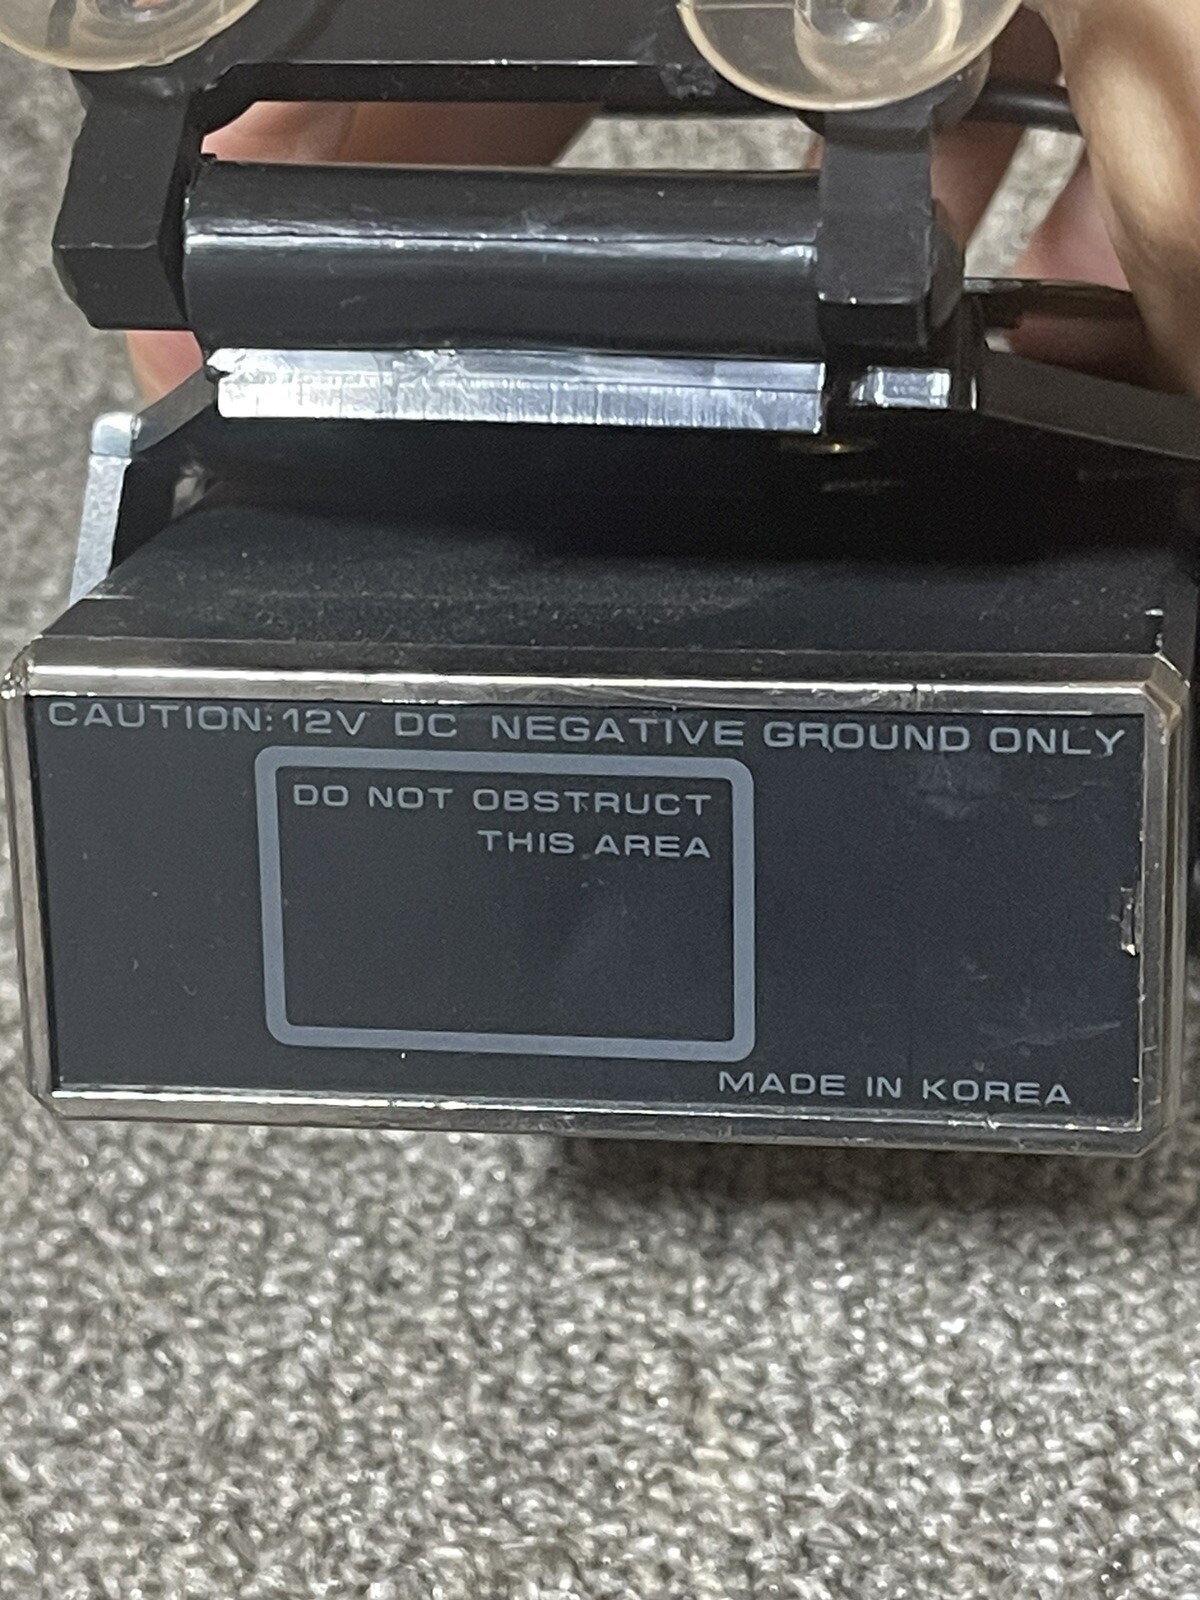 CAUTION: 12V DC NEGATIVE GROUND ONLY
DO NOT OBSTRUCT
THIS AREA
MADE IN KOREA